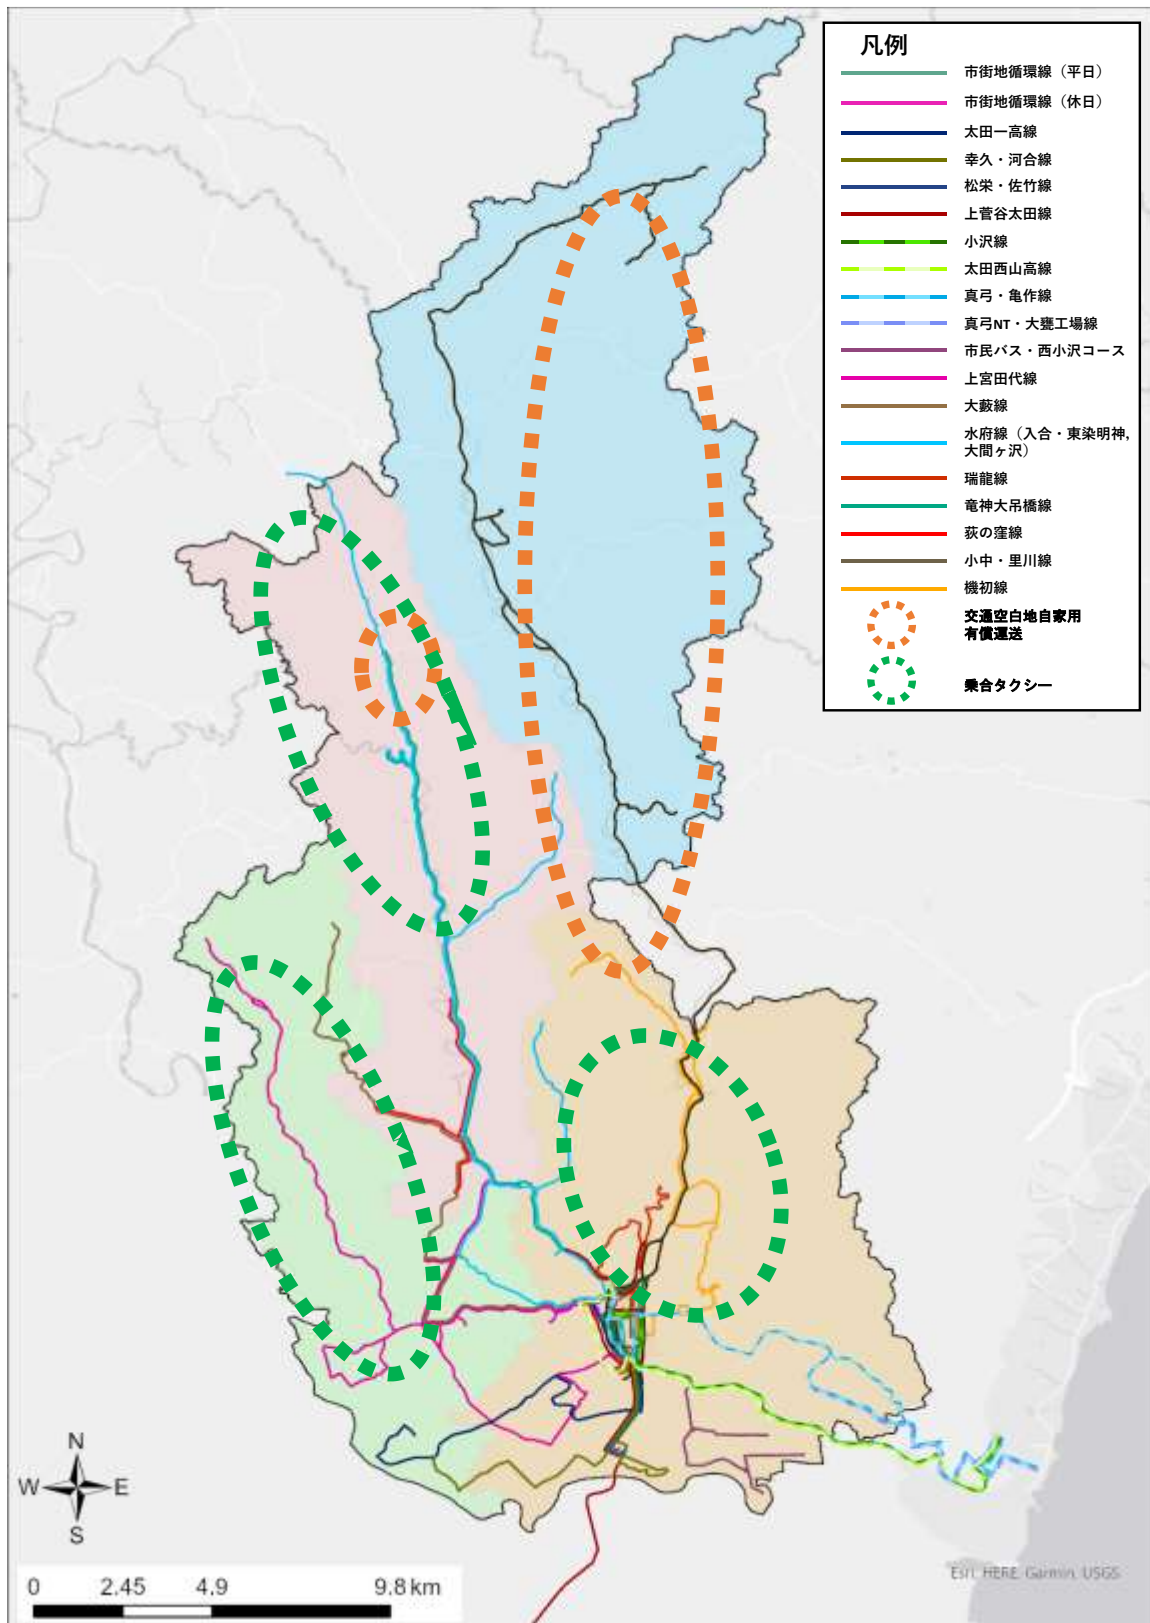 凡例
市街地循環線（平日）
市街地循環線（休日）
太田一高線
幸久・河合線
松栄・佐竹線
上菅谷太田線
小沢線
太田西山高線
真弓・亀作線
真弓NT・大甕工場線
市民バス・西小沢コース
上宮田代線
大藪線
水府線（入合・東染明神,
大間ヶ沢）
瑞龍線
竜神大吊橋線
荻の窪線
小中・里川線
機初線
交通空白地自家用
有償運送
乗合タクシー
N
W E
S
0 2.45 4.9 9.8 km
Esri, HERE, Garmin, USGS